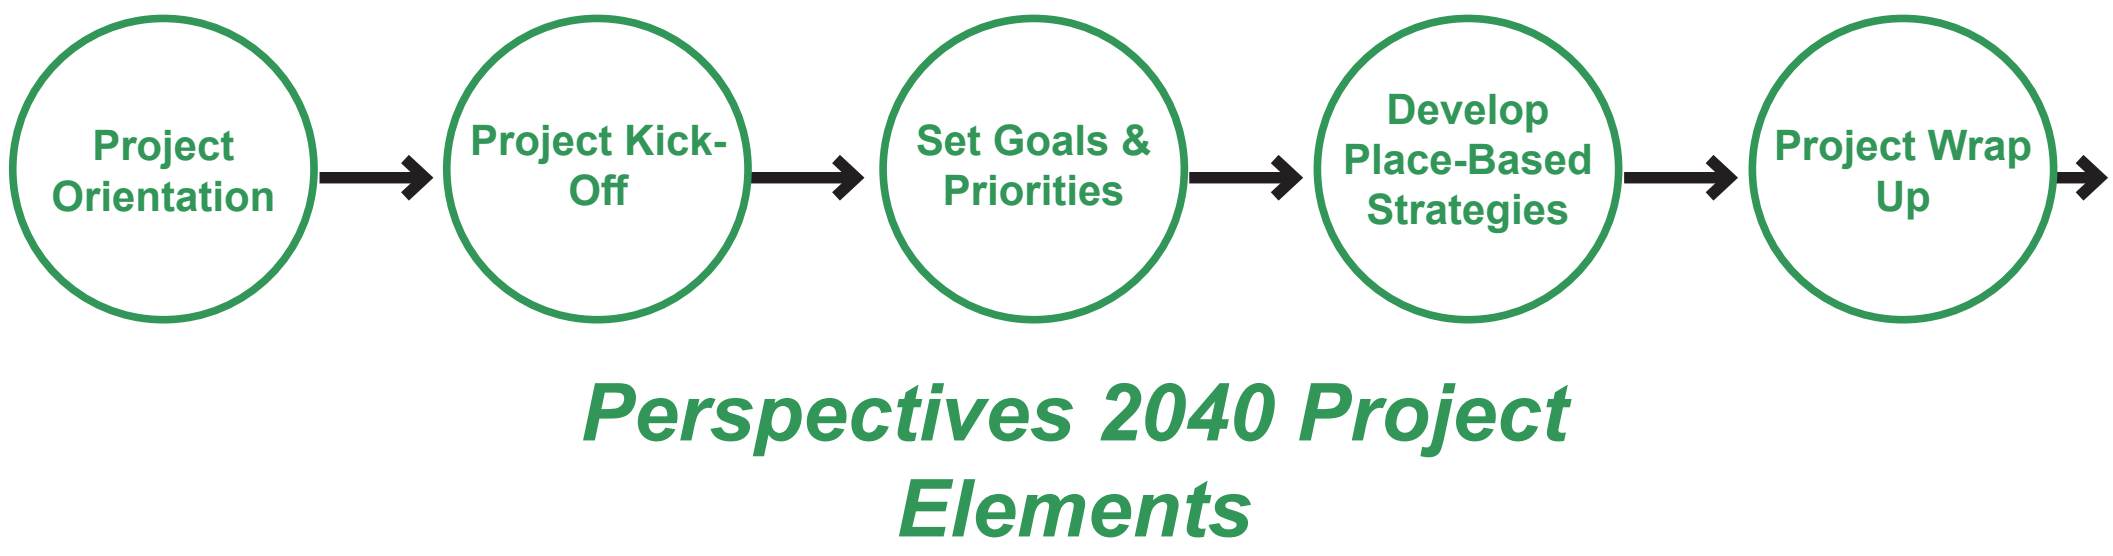 Project
Orientation
Project Kick-
Off
Set Goals &
Priorities
Develop
Place-Based
Strategies
Project Wrap
Up
Perspectives 2040 Project
Elements